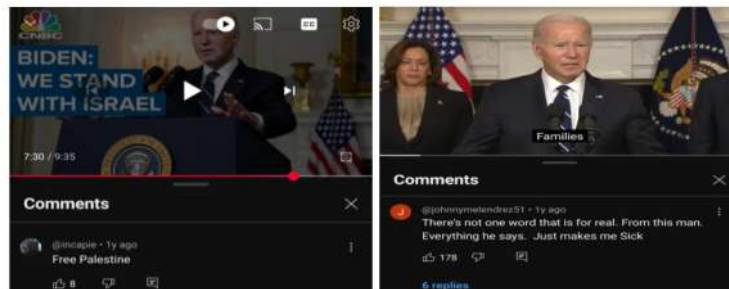 CNBC
CC
BIDEN:
WE STAND
WITH ISRAEL
7:30 / 9:35
Comments
@incapie • 1y ago
Free Palestine
8
Families
Comments
J
@johnnymelendrez51 • 1y ago
There's not one word that is for real. From this man.
Everything he says. Just makes me Sick
178
6 replies